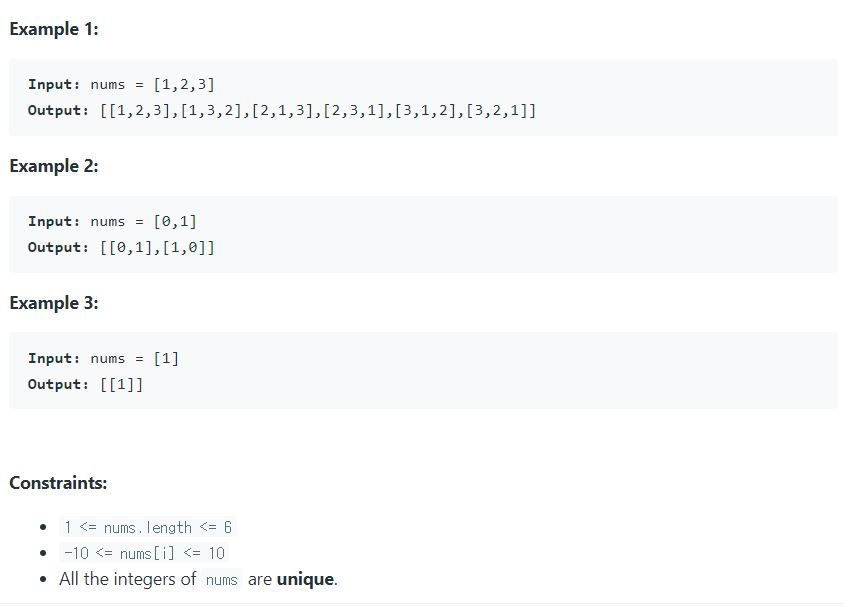 Example 1:
Input: nums = [1,2,3]
Output: [[1,2,3],[1,3,2],[2,1,3],[2,3,1],[3,1,2],[3,2,1]]
Example 2:
Input: nums = [0,1]
Output: [[0,1],[1,0]]
Example 3:
Input: nums = [1]
Output: [[1]]
Constraints:
• 1 <= nums.length <= 6
• -10 <= nums[i] <= 10
• All the integers of nums are unique.